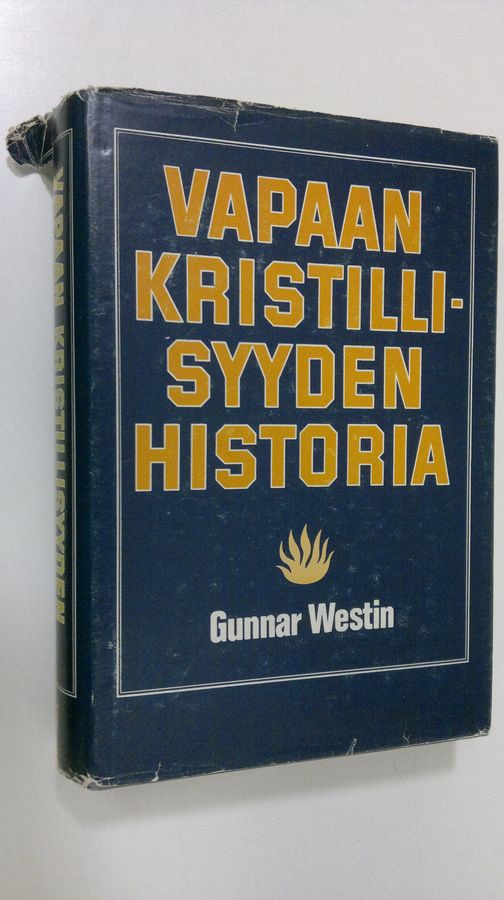 VAPAAN
KRISTILLI-
SYYDEN
HISTORIA
Gunnar Westin
VAPAAN KRISTILLISYYDEN